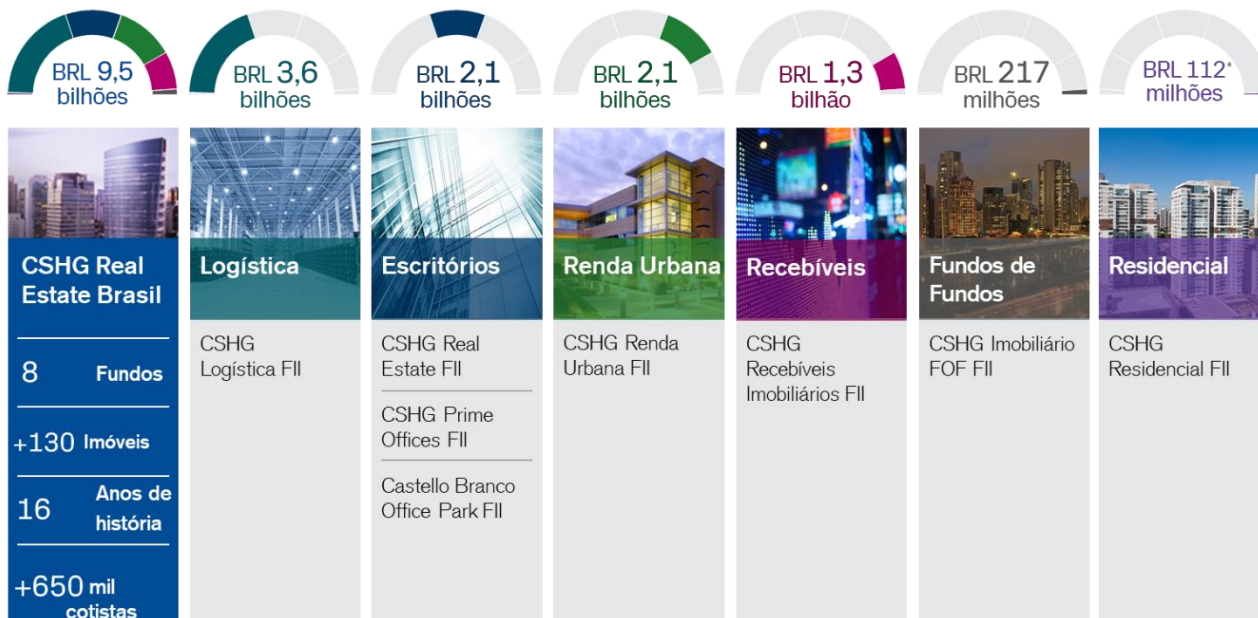 BRL 9,5
bilhões
BRL 3,6
bilhões
BRL 2,1
bilhões
BRL 2,1
bilhões
BRL 1,3
bilhão
BRL 217
milhões
BRL 112*
milhões
CSHG Real
Estate Brasil
8 Fundos
+130 Imóveis
16 Anos de
história
+650 mil
cotistas
Logística
CSHG
Logística FII
Escritórios
CSHG Real
Estate FII
CSHG Prime
Offices FII
Castello Branco
Office Park FII
Renda Urbana
CSHG Renda
Urbana FII
Recebíveis
CSHG
Recebíveis
Imobiliários FII
Fundos de
Fundos
CSHG Imobiliário
FOF FII
Residencial
CSHG
Residencial FII